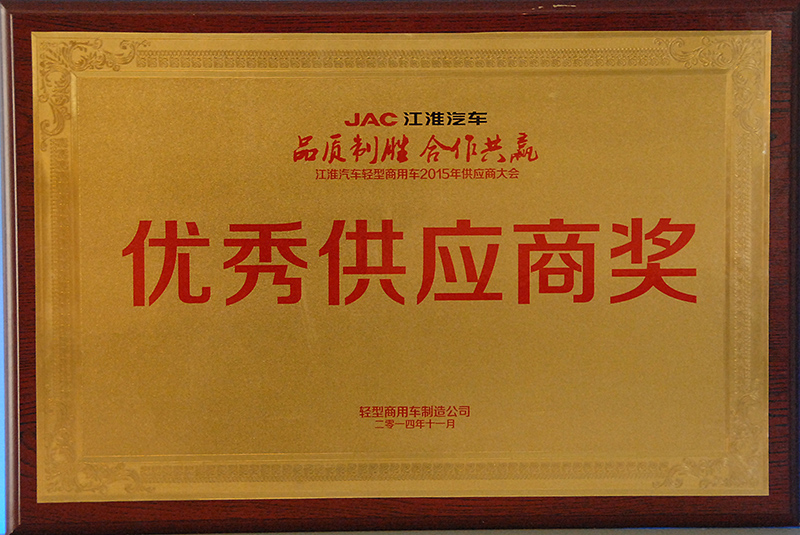 JAC 江淮汽车
品质制胜 合作共赢
江淮汽车轻型商用车2015年供应商大会
优秀供应商奖
轻型商用车制造公司
二零一四年十一月